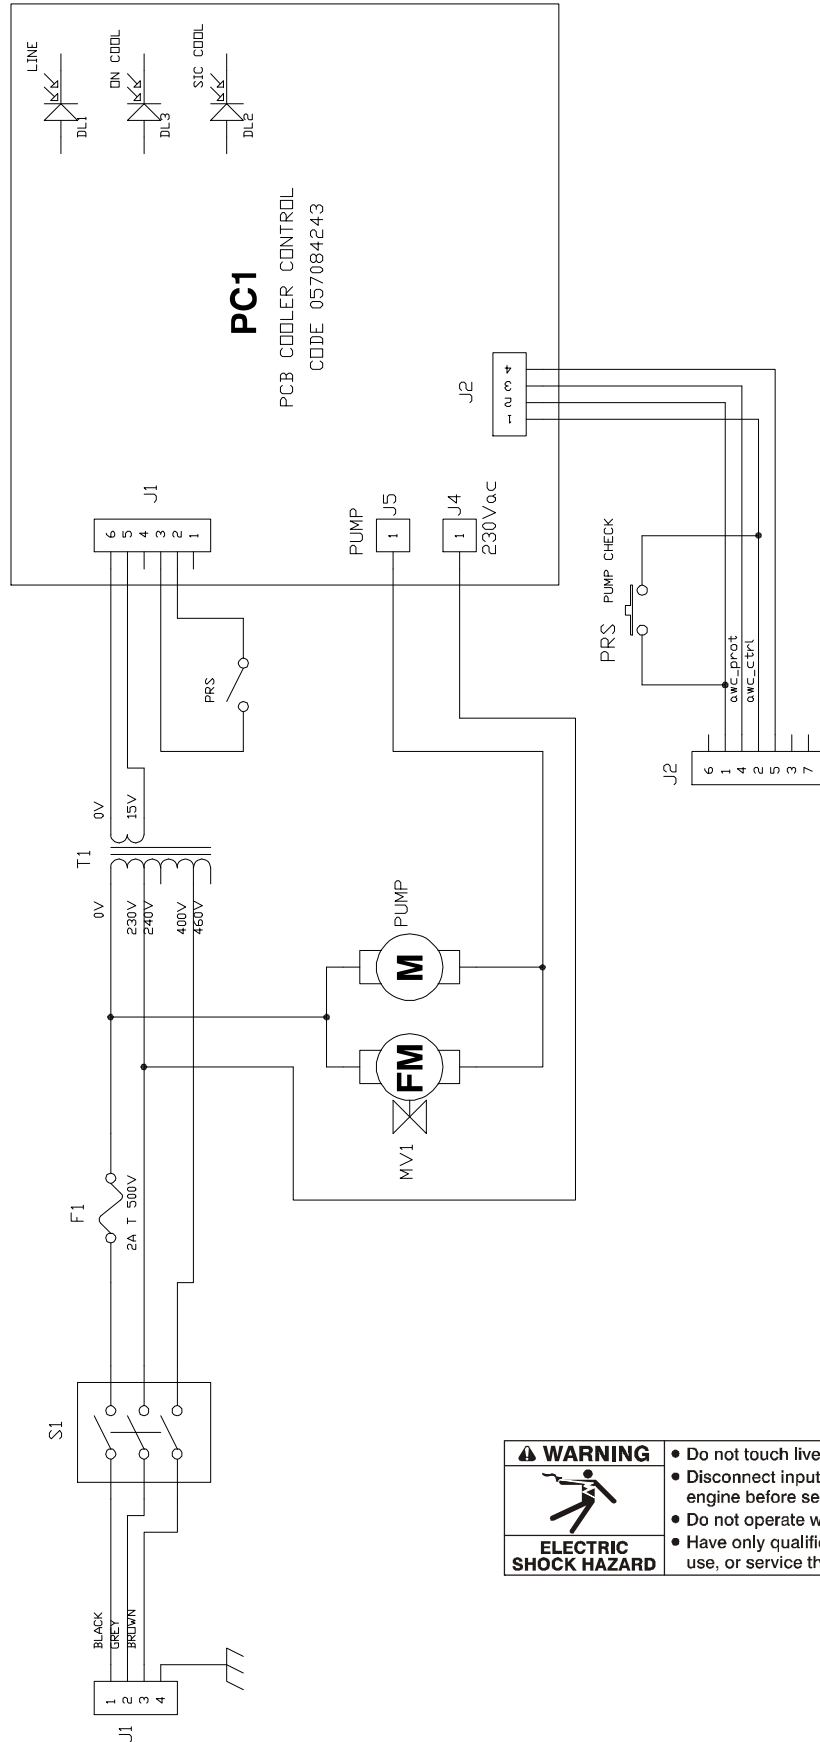 LINE
DL1
ON COOL
DL3
SIC COOL
DL2
PC1
PCB COOLER CONTROL
CODE 057084243
J1
6
5
4
3
2
1
PUMP
1
J5
1
J4
230Vac
J2
1
2
3
4
PRS
PRS
PUMP CHECK
awc_prot
awc_ctrl
J2
6
1
4
2
5
3
7
T1
0V
15V
0V
230V
240V
400V
460V
M
PUMP
FM
MV1
F1
2A T 500V
S1
BLACK
GREY
BROWN
1
2
3
4
J1
WARNING
ELECTRIC
SHOCK HAZARD
• Do not touch live
• Disconnect input
engine before se
• Do not operate w
• Have only qualifie
use, or service th